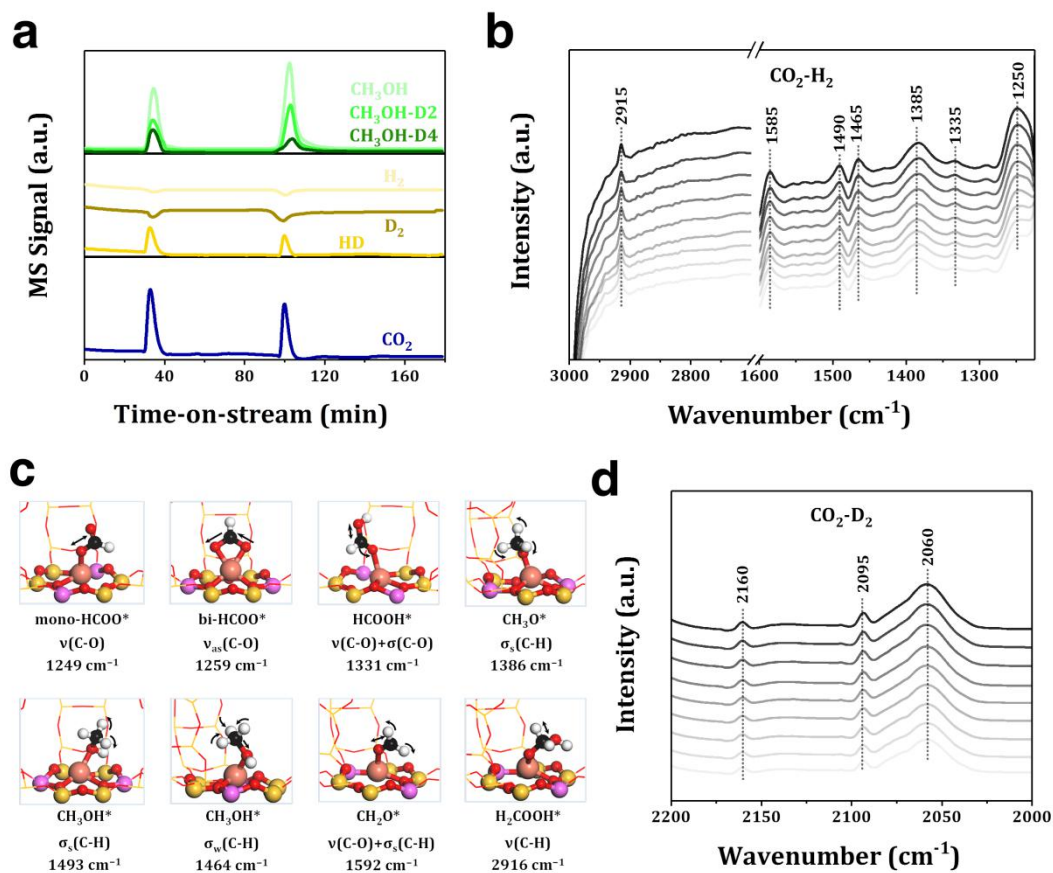 a
MS Signal (a.u.)
CH₃OH
CH₃OH-D2
CH₃OH-D4
H₂
D₂
HD
CO₂
0 40 80 120 160
Time-on-stream (min)
b
Intensity (a.u.)
CO₂-H₂
2915
1585
1490
1465
1385
1335
1250
3000 2900 2800 1600 1500 1400 1300
Wavenumber (cm⁻¹)
c
mono-HCOO*
ν(C-O)
1249 cm⁻¹
bi-HCOO*
νas(C-O)
1259 cm⁻¹
HCOOH*
ν(C-O)+σ(C-O)
1331 cm⁻¹
CH₃O*
σs(C-H)
1386 cm⁻¹
CH₃OH*
σs(C-H)
1493 cm⁻¹
CH₃OH*
σw(C-H)
1464 cm⁻¹
CH₂O*
ν(C-O)+σs(C-H)
1592 cm⁻¹
H₂COOH*
ν(C-H)
2916 cm⁻¹
d
Intensity (a.u.)
CO₂-D₂
2160
2095
2060
2200 2150 2100 2050 2000
Wavenumber (cm⁻¹)